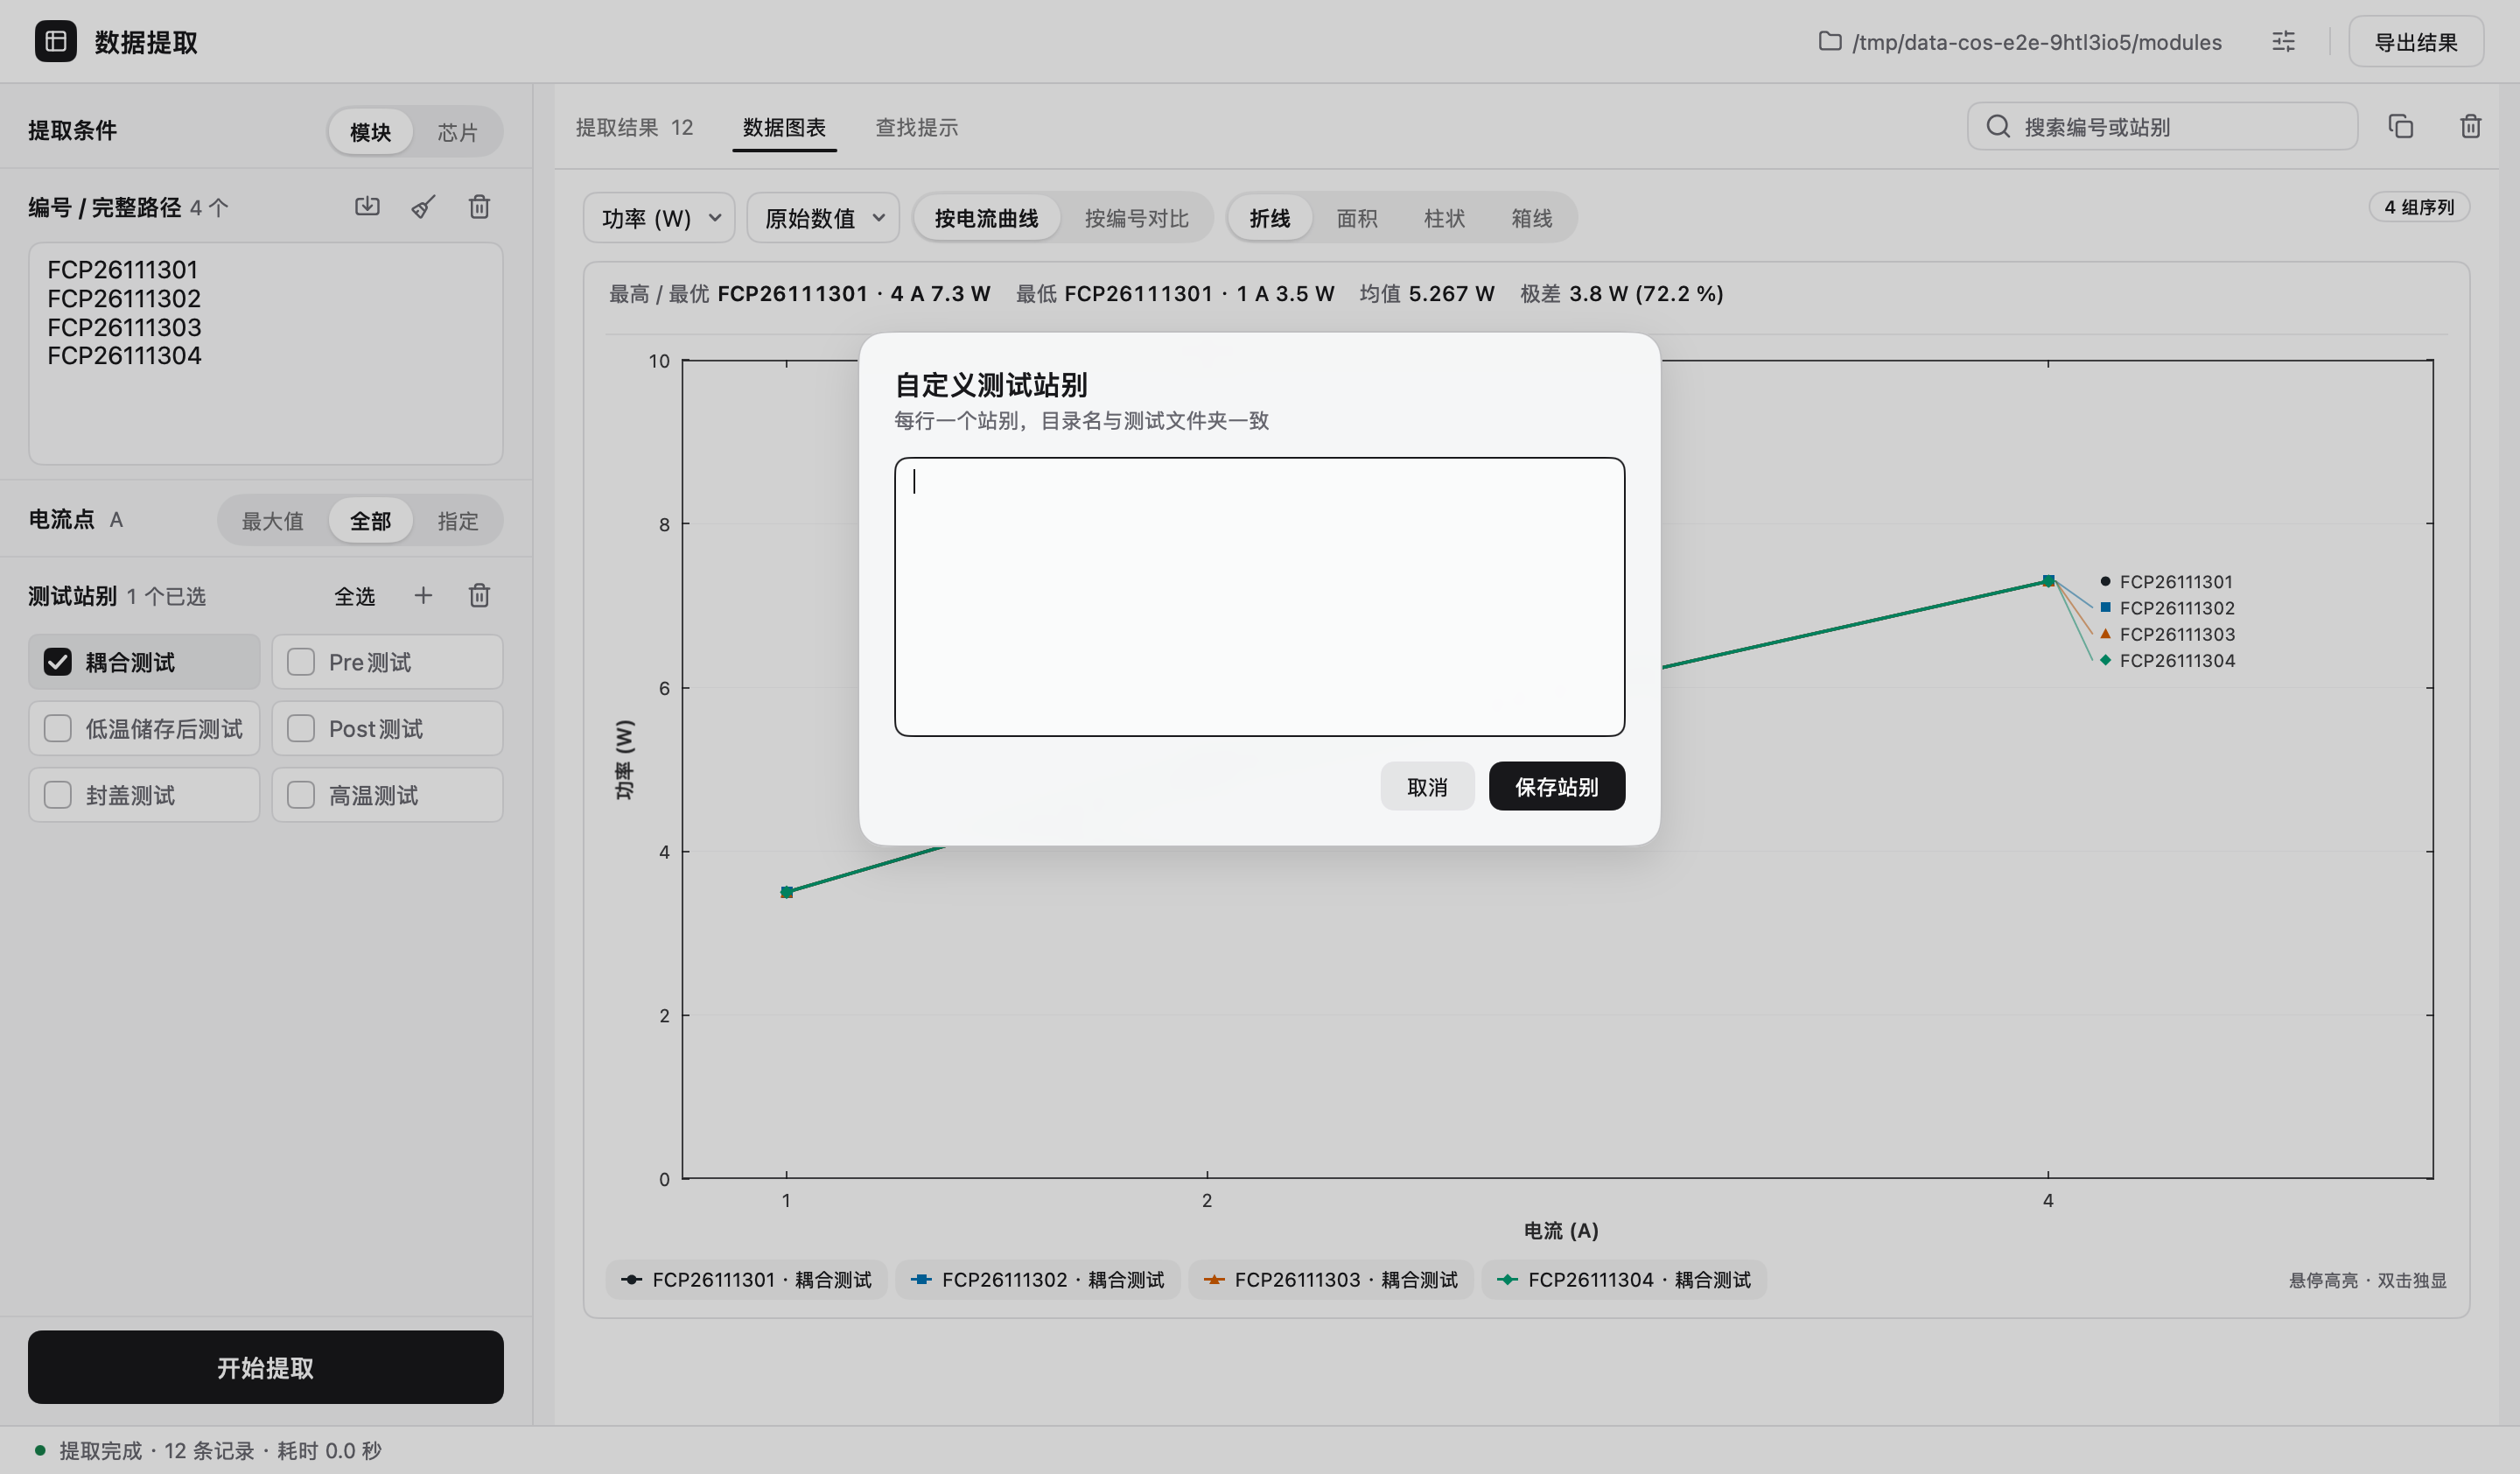 数据提取
/tmp/data-cos-e2e-9htl3io5/modules
导出结果
提取条件
模块
芯片
提取结果 12
数据图表
查找提示
搜索编号或站别
编号 / 完整路径 4 个
FCP26111301
FCP26111302
FCP26111303
FCP26111304
电流点 A
最大值
全部
指定
测试站别 1 个已选
全选
耦合测试
Pre测试
低温储存后测试
Post测试
封盖测试
高温测试
开始提取
功率 (W)
原始数值
按电流曲线
按编号对比
折线
面积
柱状
箱线
4 组序列
最高 / 最优 FCP26111301 · 4 A 7.3 W 最低 FCP26111301 · 1 A 3.5 W 均值 5.267 W 极差 3.8 W (72.2 %)
自定义测试站别
每行一个站别，目录名与测试文件夹一致
取消
保存站别
10
8
6
4
2
0
功率 (W)
FCP26111301
FCP26111302
FCP26111303
FCP26111304
1
2
4
电流 (A)
FCP26111301 · 耦合测试
FCP26111302 · 耦合测试
FCP26111303 · 耦合测试
FCP26111304 · 耦合测试
悬停高亮 · 双击独显
提取完成 · 12 条记录 · 耗时 0.0 秒